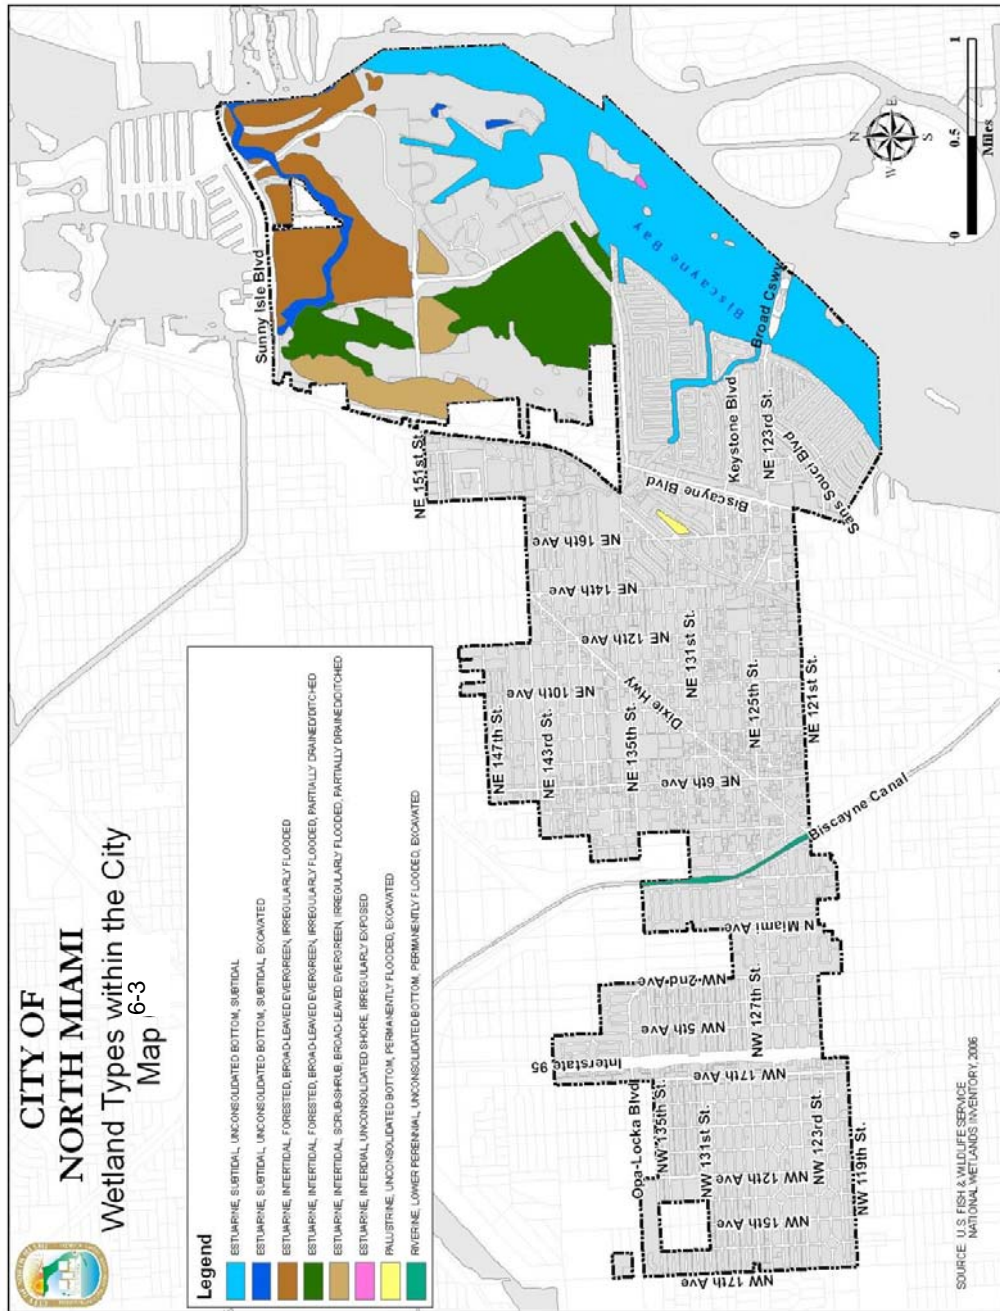 CITY OF
NORTH MIAMI
Wetland Types within the City
Map 6-3
Legend
ESTUARINE, SUBTIDAL, UNCONSOLIDATED BOTTOM, SUBTIDAL
ESTUARINE, SUBTIDAL, UNCONSOLIDATED BOTTOM, SUBTIDAL, EXCAVATED
ESTUARINE, INTERTIDAL, FORESTED, BROAD-LEAVED EVERGREEN, IRREGULARLY FLOODED
ESTUARINE, INTERTIDAL, FORESTED, BROAD-LEAVED EVERGREEN, IRREGULARLY FLOODED, PARTIALLY DRAINED/DITCHED
ESTUARINE, INTERTIDAL, SCRUB-SHRUB, BROAD-LEAVED EVERGREEN, IRREGULARLY FLOODED, PARTIALLY DRAINED/DITCHED
ESTUARINE, INTERDIAL, UNCONSOLIDATED SHORE, IRREGULARLY EXPOSED
PALUSTRINE, UNCONSOLIDATED BOTTOM, PERMANENTLY FLOODED, EXCAVATED
RIVERINE, LOWER PERENNIAL, UNCONSOLIDATED BOTTOM, PERMANENTLY FLOODED, EXCAVATED
Sunny Isle Blvd
NE 151st St.
NE 16th Ave
NE 14th Ave
NE 12th Ave
NE 10th Ave
NE 6th Ave
NE 147th St.
NE 143rd St.
NE 135th St.
NE 131st St.
NE 125th St.
NE 121st St.
Dixie Hwy
Biscayne Blvd
Keystone Blvd
NE 123rd St.
Sans Souci Blvd
Broad Cswy
Biscayne Bay
Biscayne Canal
N Miami Ave
NW 2nd Ave
NW 5th Ave
NW 127th St.
Interstate 95
NW 17th Ave
Opa-Locka Blvd
NW 135th St.
NW 131st St.
NW 123rd St.
NW 119th St.
NW 12th Ave
NW 15th Ave
NW 17th Ave
N
E
S
W
0
0.5
1
Miles
SOURCE: U.S. FISH & WILDLIFE SERVICE
NATIONAL WETLANDS INVENTORY, 2006